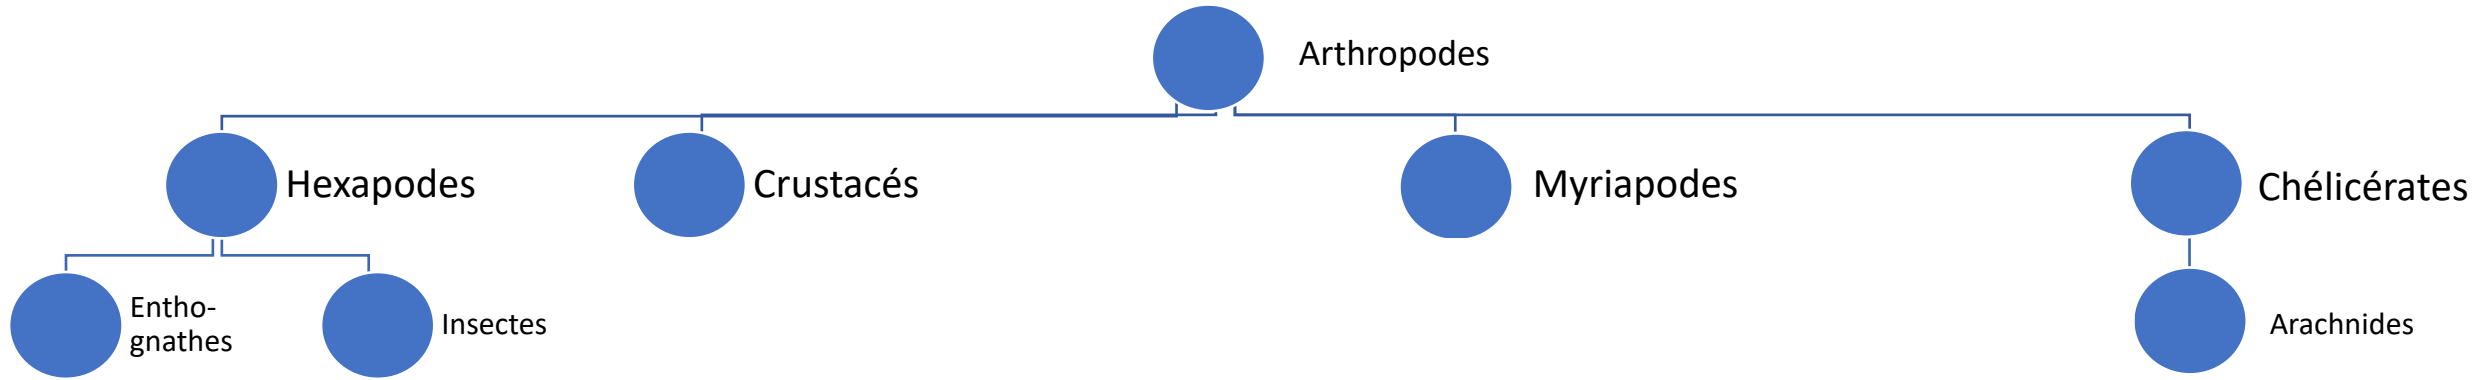 Arthropodes
Hexapodes
Crustacés
Myriapodes
Chélicérates
Entho-
gnathes
Insectes
Arachnides